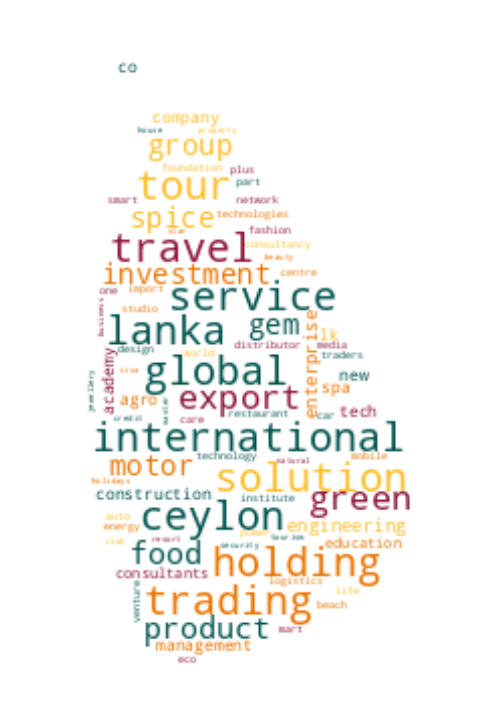 co
company
house property
group
foundation plus
tour part
smart network
spice technologies
star fashion
travel consultancy
beauty
investment centre
one import service
business studio
lanka gem enterprise lk
design distributor media
world traders
academy global visa new
jewellery agro export spa
master restaurant car tech
credit care
international
technology natural mobile
motor solution
holidays
construction institute green
auto ceylon engineering
energy power
club resort tourism education
food security holding
consultants logistics
venture trading life
beach
product mart
management
eco